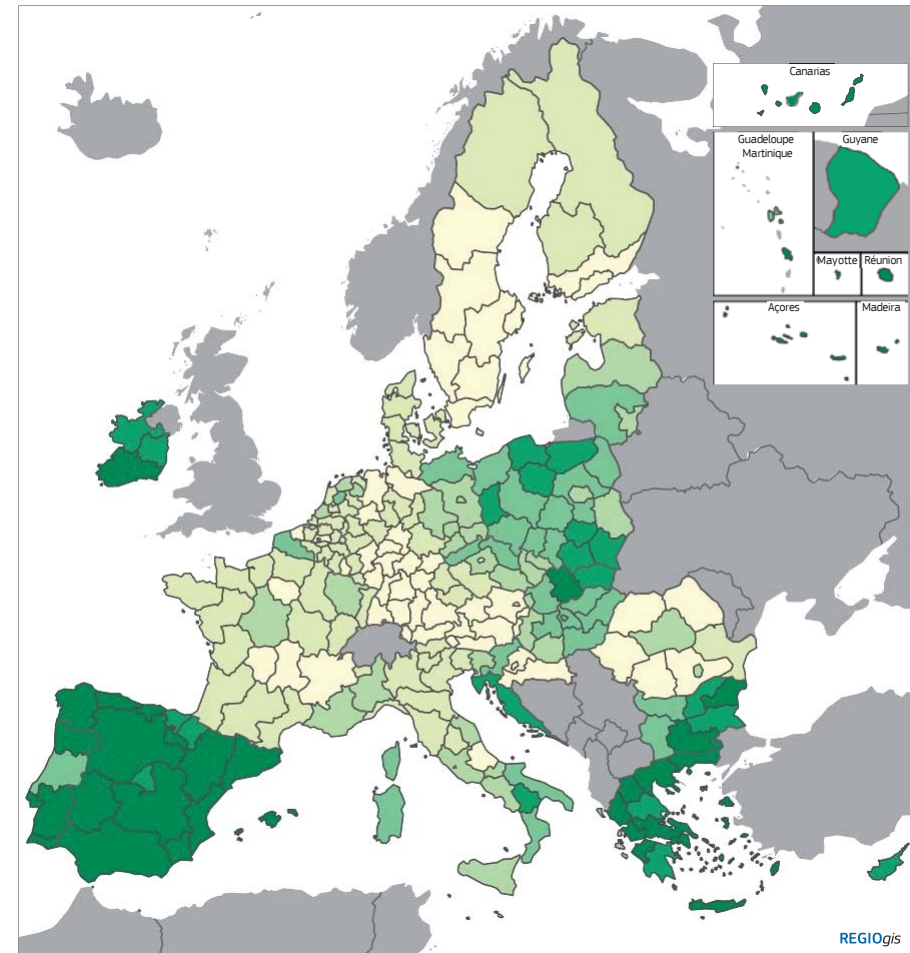 Canarias
Guadeloupe
Martinique
Guyane
Mayotte
Réunion
Açores
Madeira
REGIOgis